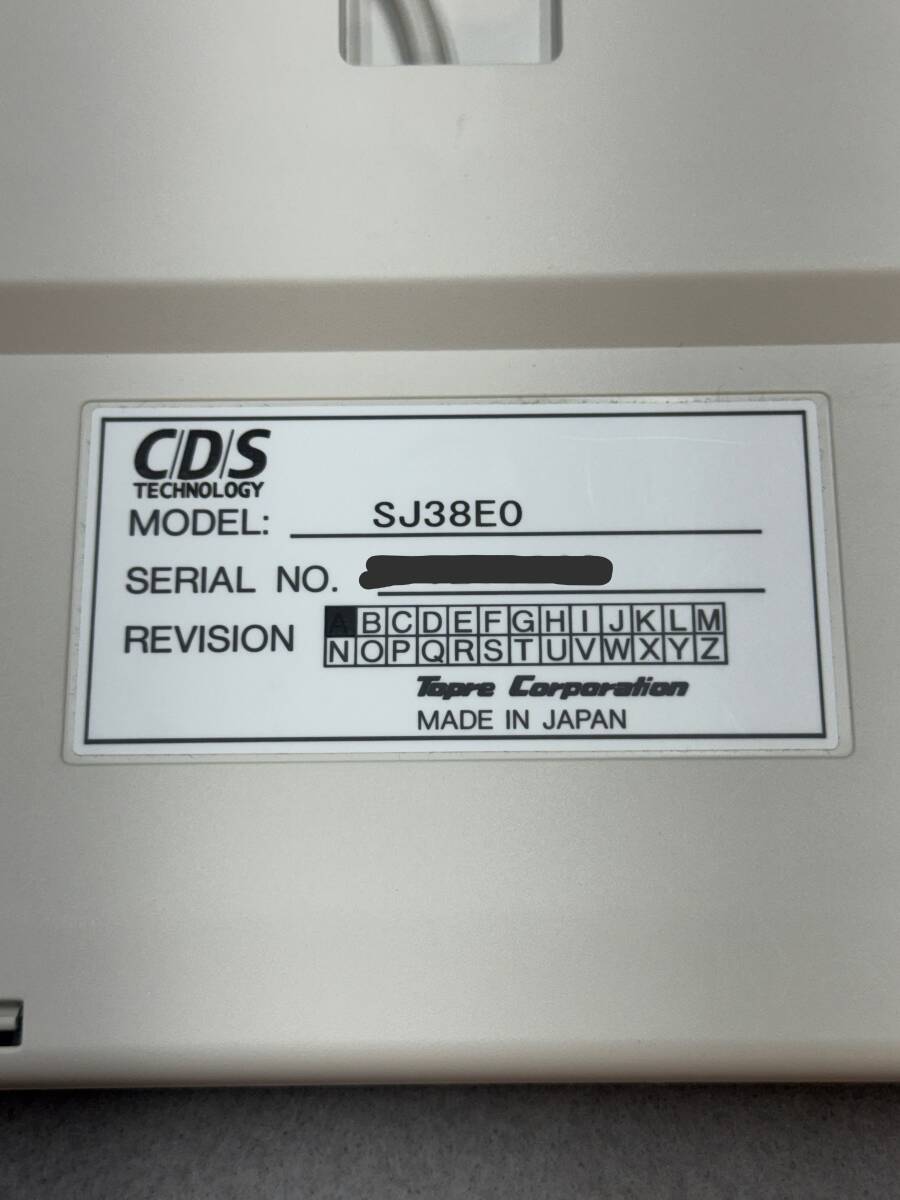 C/D/S
TECHNOLOGY
MODEL: SJ38E0
SERIAL NO.
REVISION A B C D E F G H I J K L M
N O P Q R S T U V W X Y Z
Topre Corporation
MADE IN JAPAN